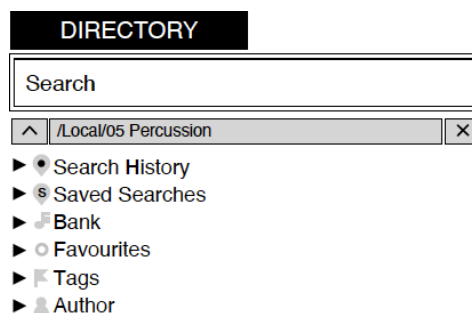 DIRECTORY
Search
/Local/05 Percussion
Search History
S Saved Searches
Bank
Favourites
Tags
Author